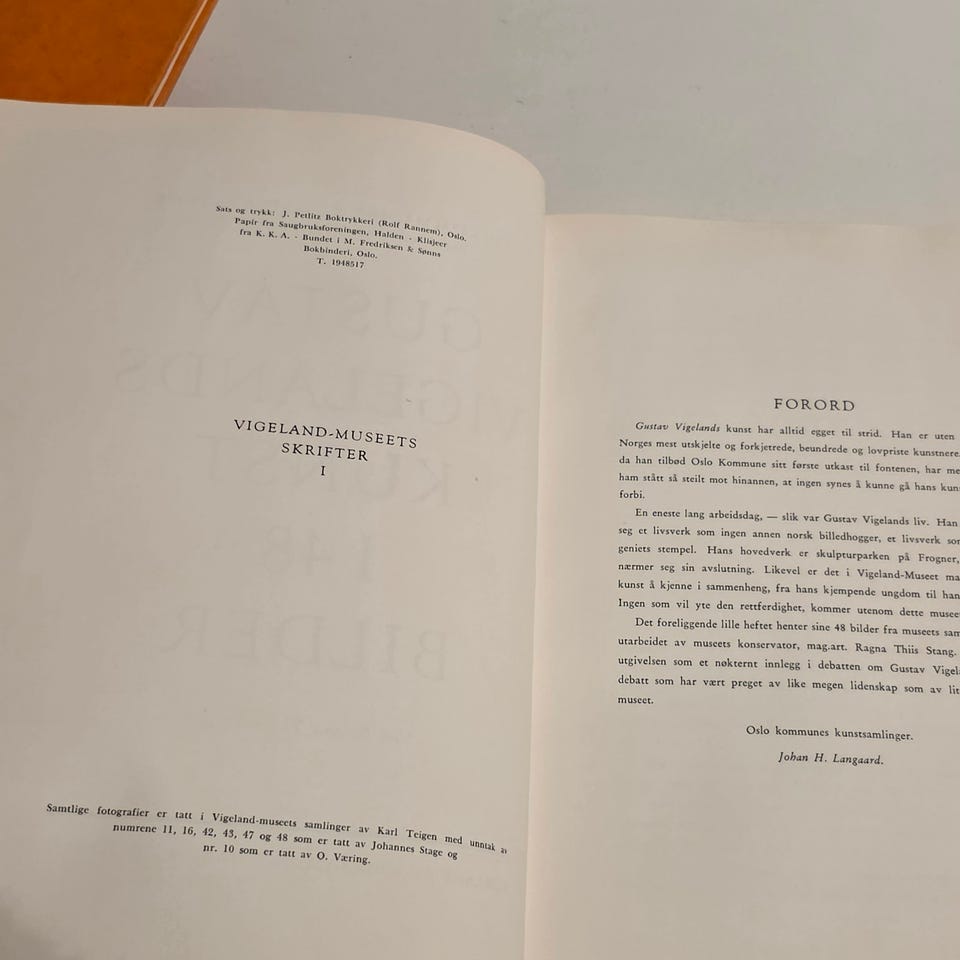 Sats og trykk: J. Petlitz Boktrykkeri (Rolf Rannem), Oslo.
Papir fra Saugbruksforeningen, Halden - Klisjeer
fra K. K. A. - Bundet i M. Fredriksen & Sønns
Bokbinderi, Oslo.
T. 1948517
VIGELAND-MUSEETS
SKRIFTER
I
Samtlige fotografier er tatt i Vigeland-museets samlinger av Karl Teigen med unntak av
numrene 11, 16, 42, 43, 47 og 48 som er tatt av Johannes Stage og
nr. 10 som er tatt av O. Væring.
FORORD
Gustav Vigelands kunst har alltid egget til strid. Han er uten
Norges mest utskjelte og forkjetrede, beundrede og lovpriste kunstnere.
da han tilbød Oslo Kommune sitt første utkast til fontenen, har
ham stått så steilt mot hinannen, at ingen synes å kunne gå hans
forbi.
En eneste lang arbeidsdag, — slik var Gustav Vigelands liv. Han
seg et livsverk som ingen annen norsk billedhogger, et livsverk
geniets stempel. Hans hovedverk er skulpturparken på Frogner,
nærmer seg sin avslutning. Likevel er det i Vigeland-Museet
kunst å kjenne i sammenheng, fra hans kjempende ungdom til
Ingen som vil yte den rettferdighet, kommer utenom dette
Det foreliggende lille heftet henter sine 48 bilder fra museets
utarbeidet av museets konservator, mag.art. Ragna Thiis Stang.
utgivelsen som et nøkternt innlegg i debatten om Gustav
debatt som har vært preget av like megen lidenskap som av
museet.
Oslo kommunes kunstsamlinger.
Johan H. Langaard.